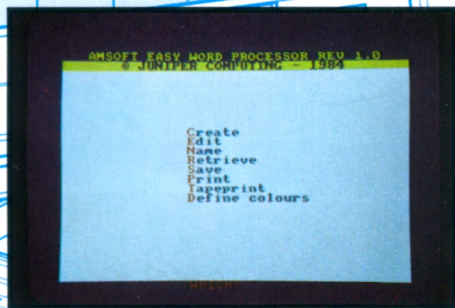 AMSOFT EASY WORD PROCESSOR REV 1.0
© JUNIPER COMPUTING - 1984
Create
Edit
Name
Retrieve
Save
Print
Tapeprint
Define colours
WHICH?